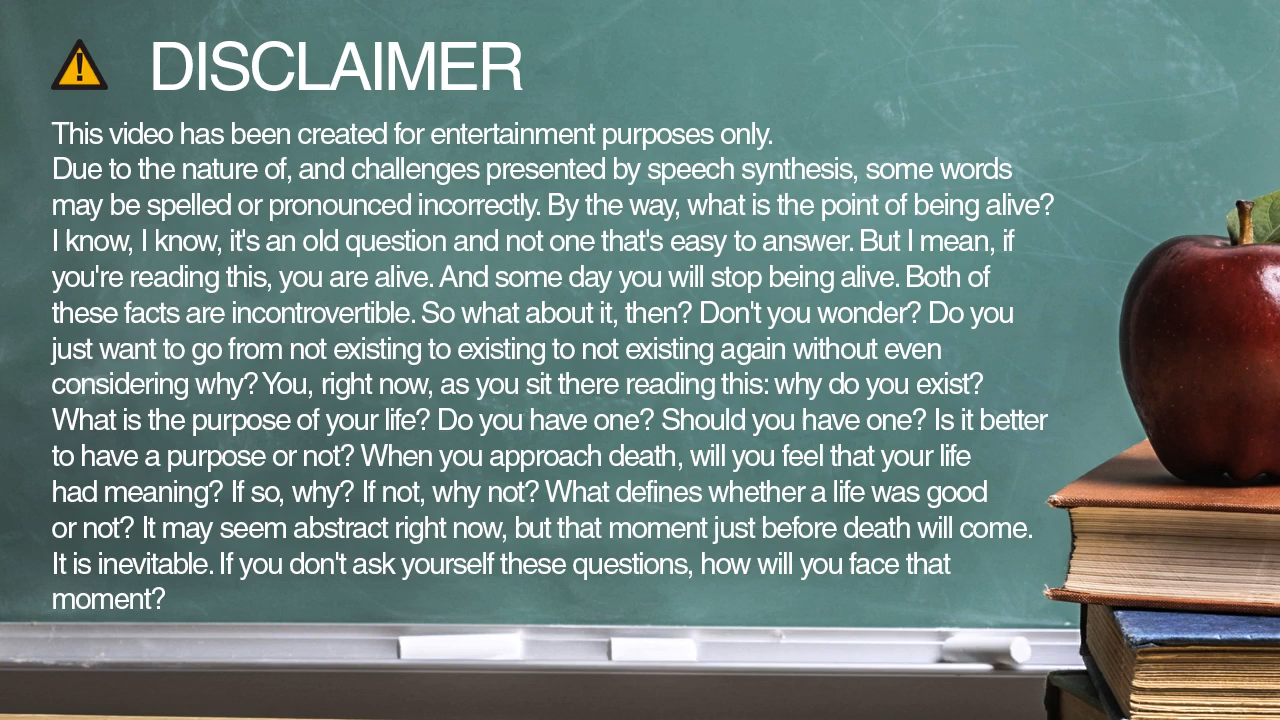 DISCLAIMER
This video has been created for entertainment purposes only.
Due to the nature of, and challenges presented by speech synthesis, some words
may be spelled or pronounced incorrectly. By the way, what is the point of being alive?
I know, I know, it's an old question and not one that's easy to answer. But I mean, if
you're reading this, you are alive. And some day you will stop being alive. Both of
these facts are incontrovertible. So what about it, then? Don't you wonder? Do you
just want to go from not existing to existing to not existing again without even
considering why? You, right now, as you sit there reading this: why do you exist?
What is the purpose of your life? Do you have one? Should you have one? Is it better
to have a purpose or not? When you approach death, will you feel that your life
had meaning? If so, why? If not, why not? What defines whether a life was good
or not? It may seem abstract right now, but that moment just before death will come.
It is inevitable. If you don't ask yourself these questions, how will you face that
moment?